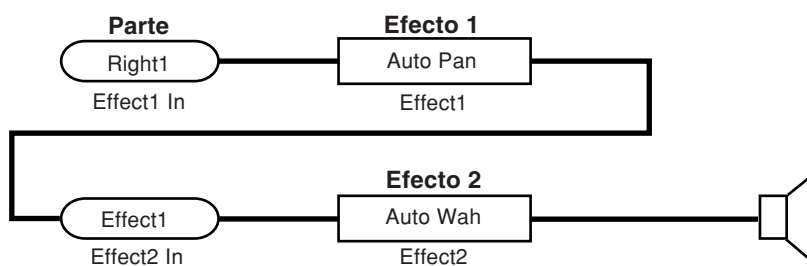 Parte
Efecto 1
Right1
Auto Pan
Effect1 In
Effect1
Efecto 2
Effect1
Auto Wah
Effect2 In
Effect2